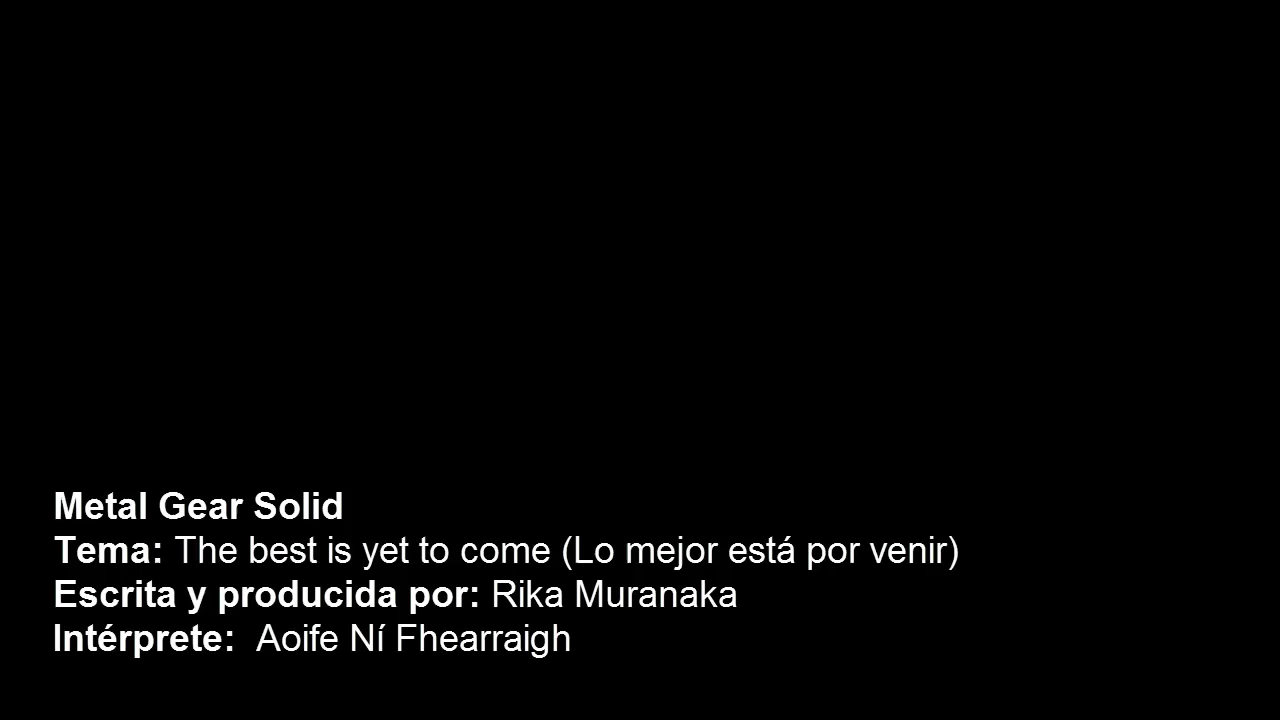 Metal Gear Solid
Tema: The best is yet to come (Lo mejor está por venir)
Escrita y producida por: Rika Muranaka
Intérprete:  Aoife Ní Fhearraigh